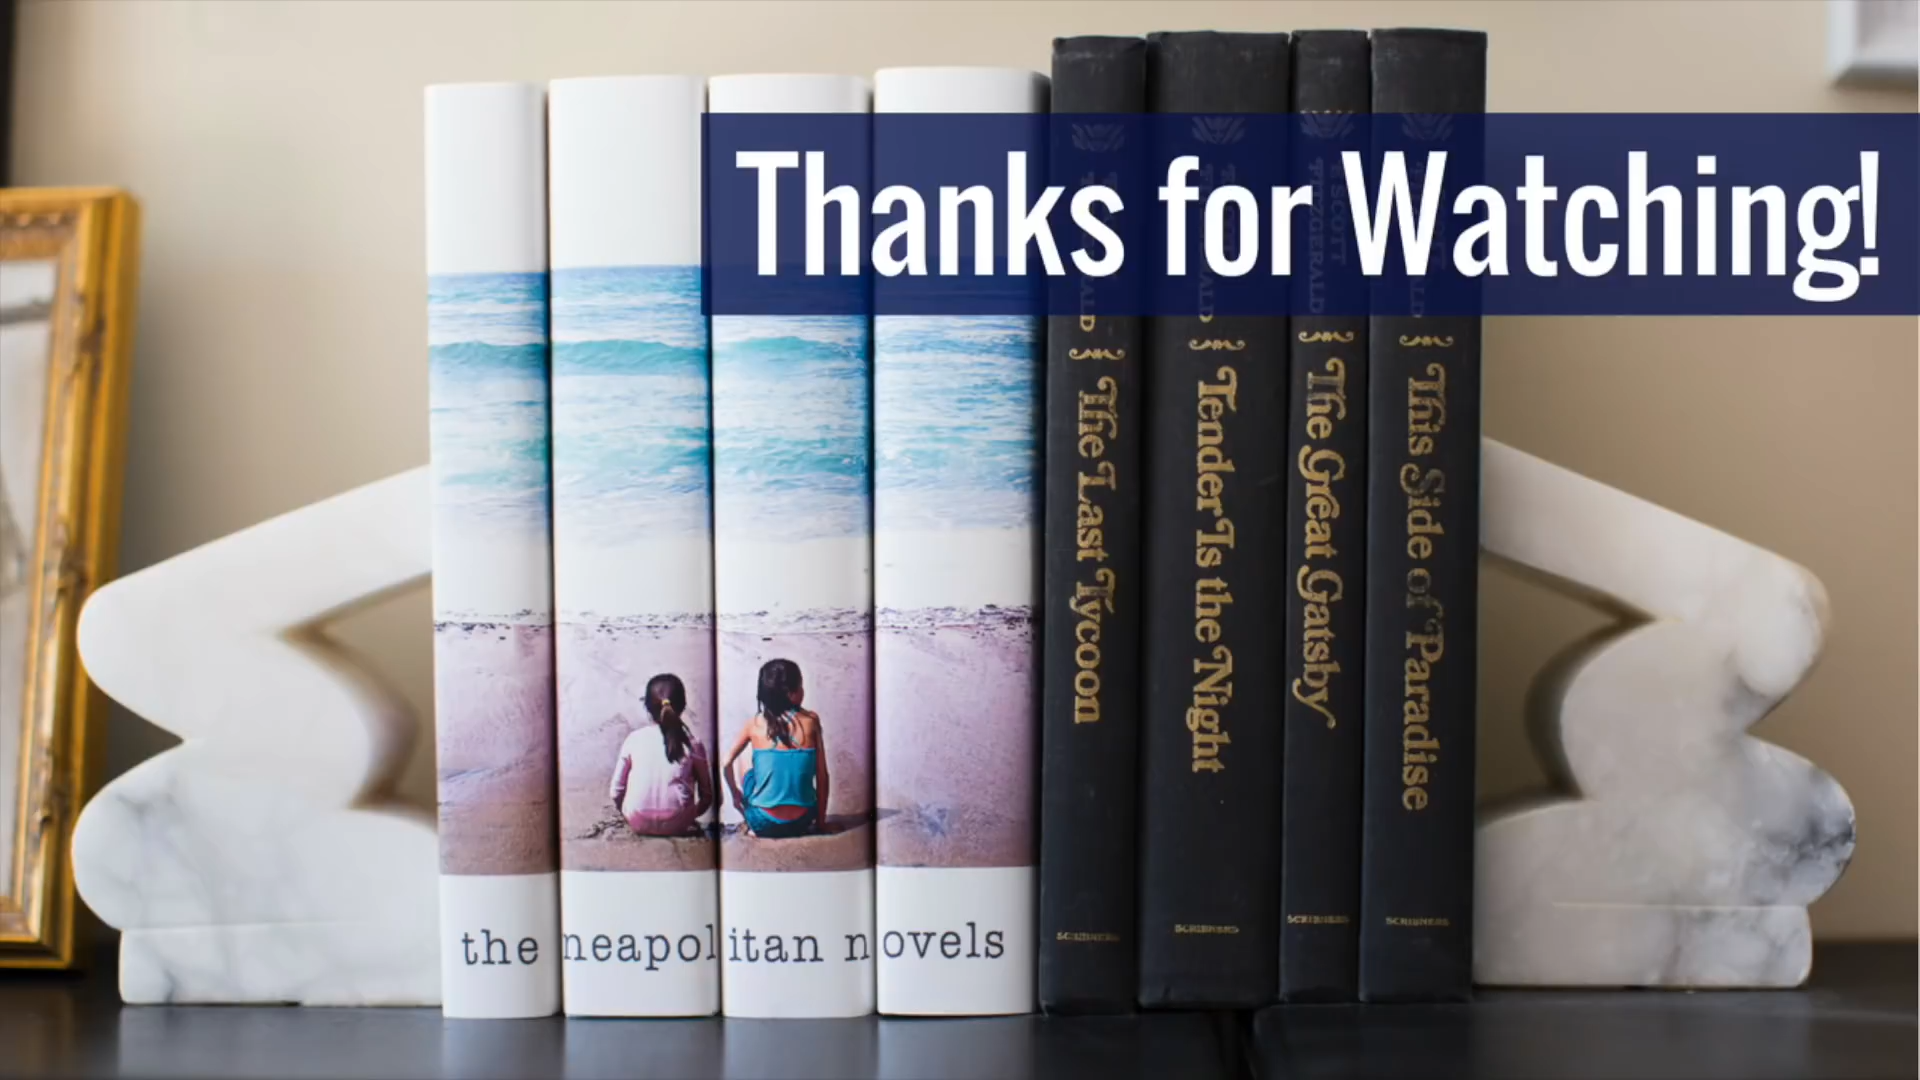 Thanks for Watching!
the neapolitan novels
The Last Tycoon
SCRIBNERS
Tender Is the Night
SCRIBNERS
F. SCOTT FITZGERALD
The Great Gatsby
SCRIBNERS
This Side of Paradise
SCRIBNERS